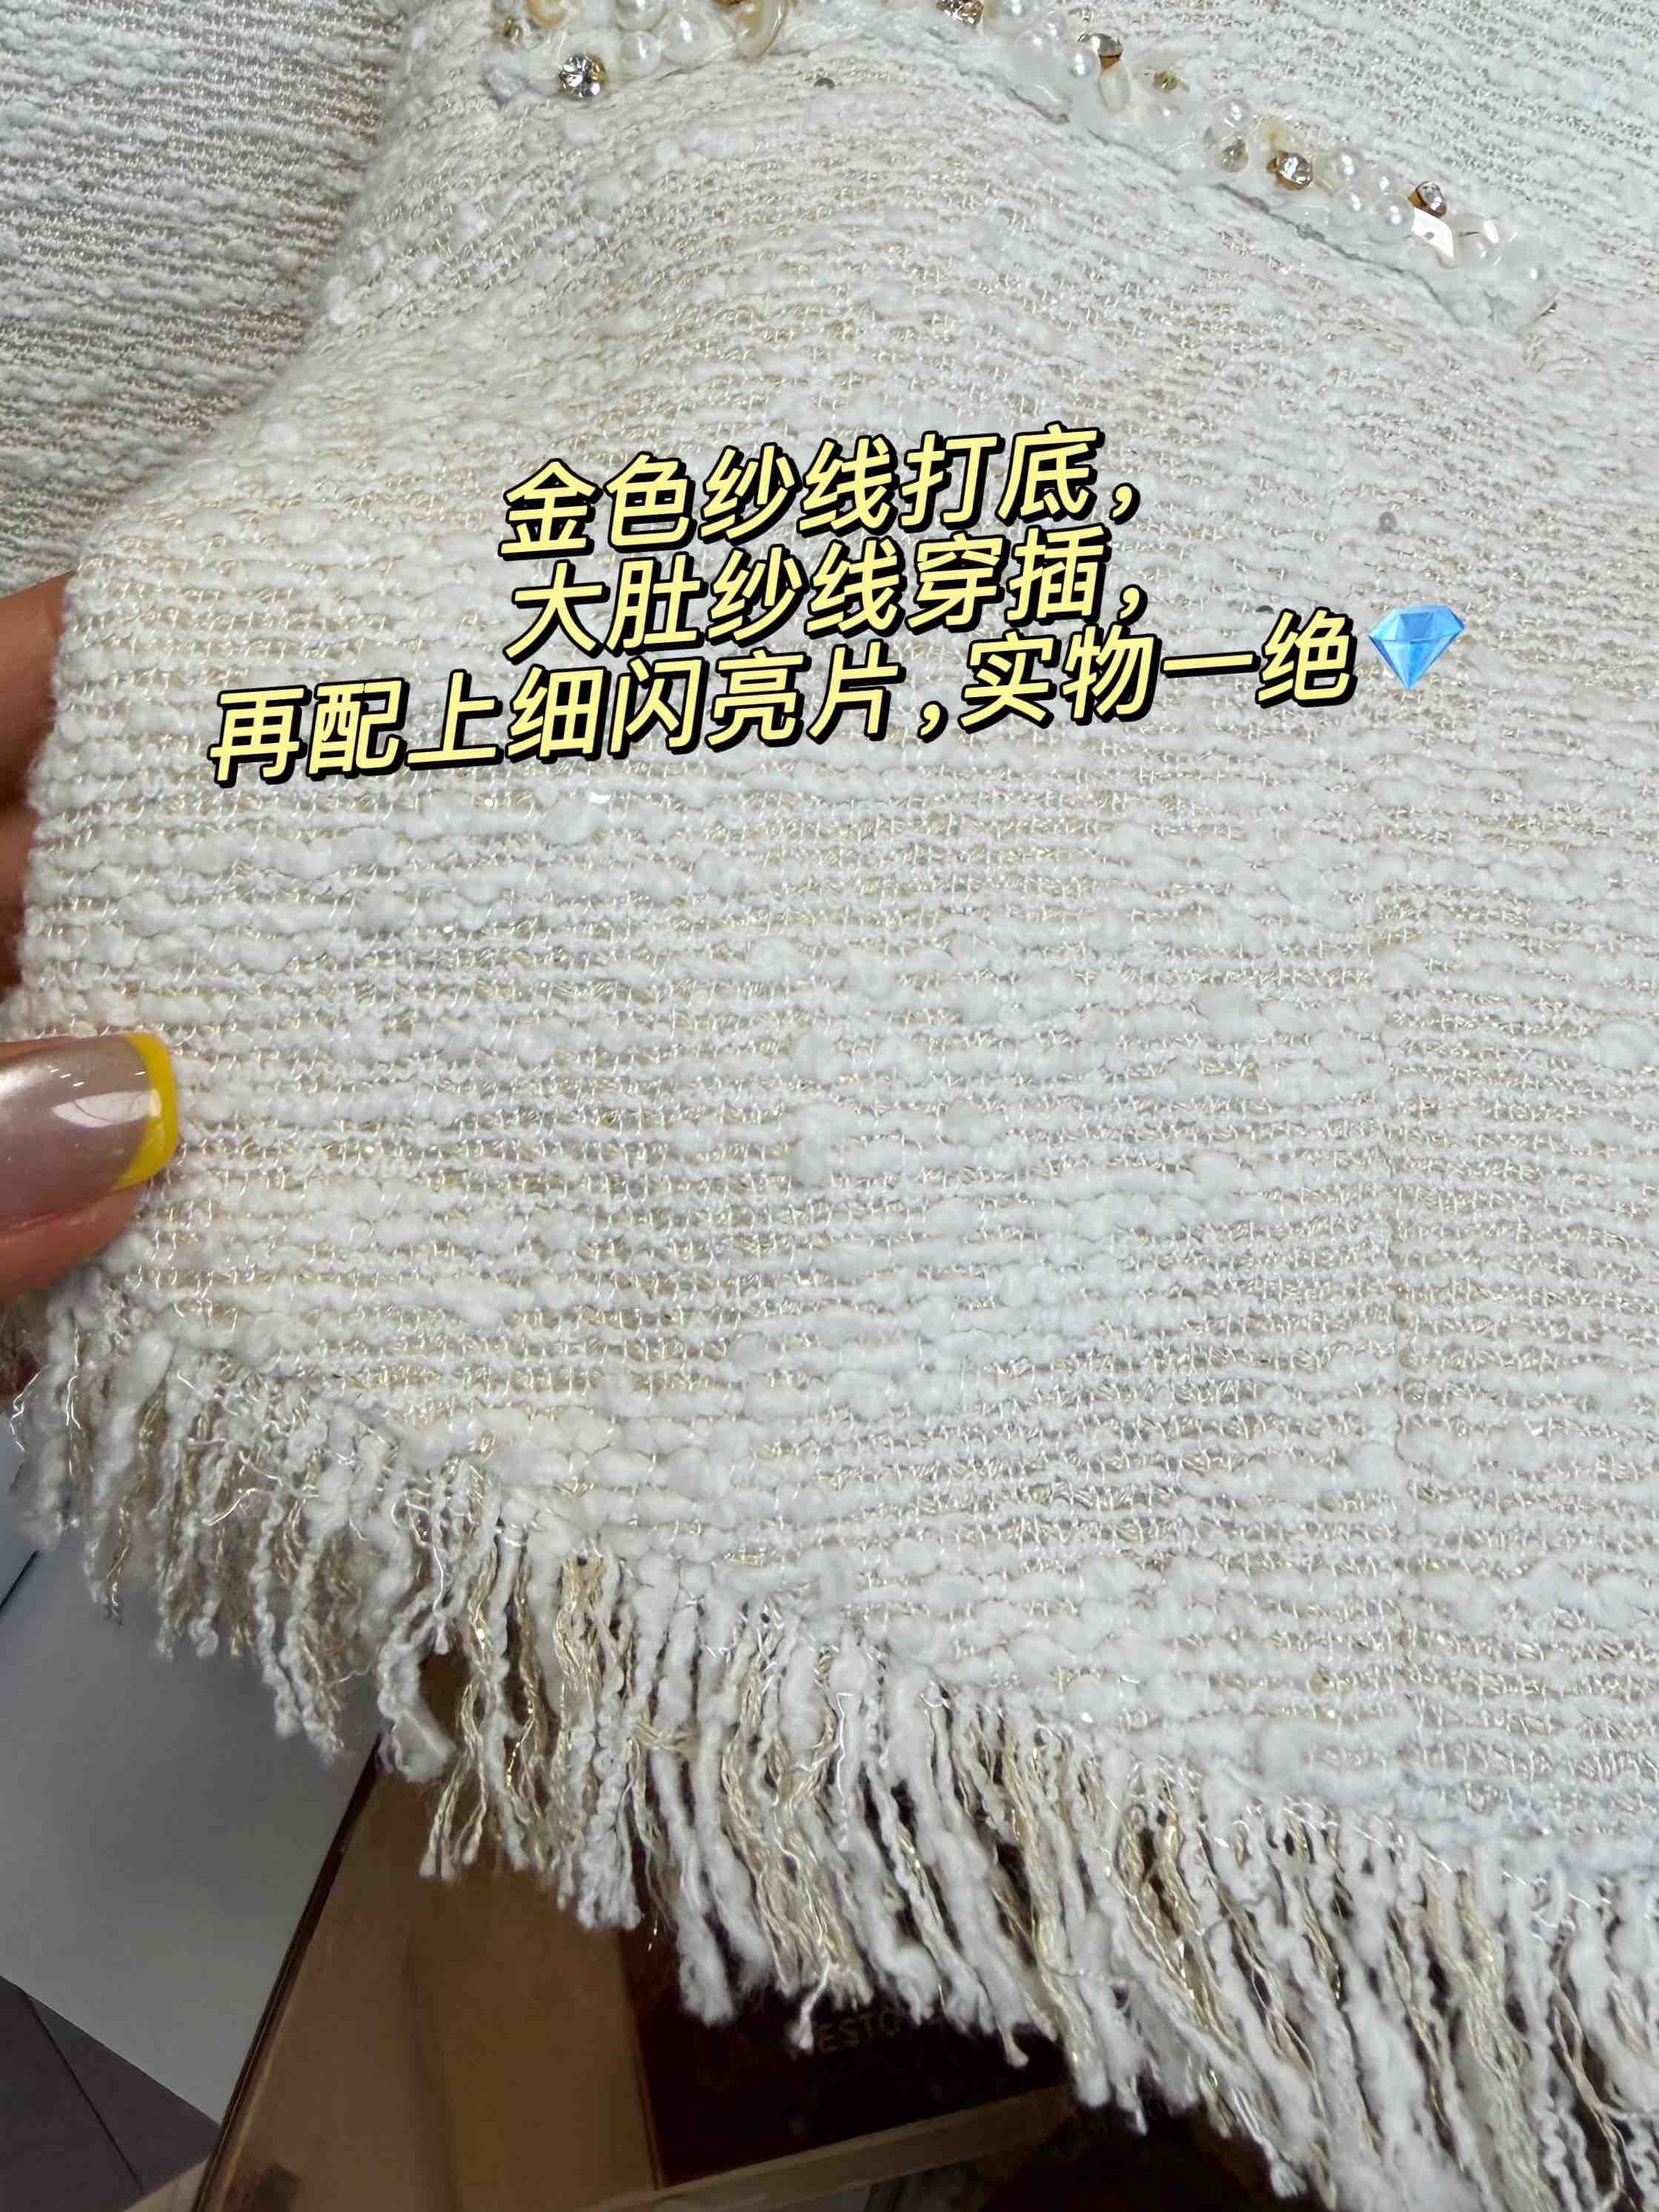 金色纱线打底，
大肚纱线穿插，
再配上细闪亮片，实物一绝💎